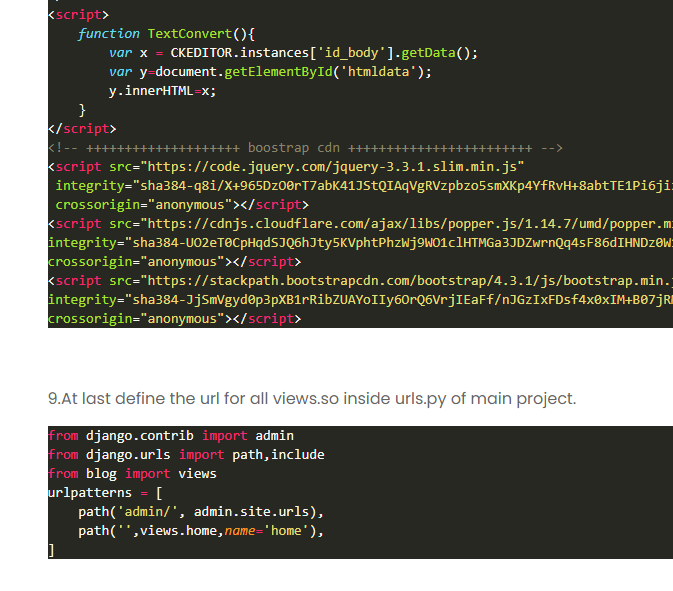 <script>
function TextConvert(){
var x = CKEDITOR.instances['id_body'].getData();
var y=document.getElementById('htmldata');
y.innerHTML=x;
}
</script>
<!-- ++++++++++++++++++++ boostrap cdn ++++++++++++++++++++++++ -->
<script src="https://code.jquery.com/jquery-3.3.1.slim.min.js"
integrity="sha384-q8i/X+965DzO0rT7abK41JStQIAqVgRVzpbzo5smXKp4YfRvH+8abtTE1Pi6ji
crossorigin="anonymous"></script>
<script src="https://cdnjs.cloudflare.com/ajax/libs/popper.js/1.14.7/umd/popper.m
integrity="sha384-UO2eT0CpHqdSJQ6hJty5KVphtPhzWj9WO1clHTMGa3JDZwrnQq4sF86dIHNDz0W
crossorigin="anonymous"></script>
<script src="https://stackpath.bootstrapcdn.com/bootstrap/4.3.1/js/bootstrap.min.
integrity="sha384-JjSmVgyd0p3pXB1rRibZUAYoIIy6OrQ6VrjIEaFf/nJGzIxFDsf4x0xIM+B07jR
crossorigin="anonymous"></script>
9.At last define the url for all views.so inside urls.py of main project.
from django.contrib import admin
from django.urls import path,include
from blog import views
urlpatterns = [
path('admin/', admin.site.urls),
path('',views.home,name='home'),
]